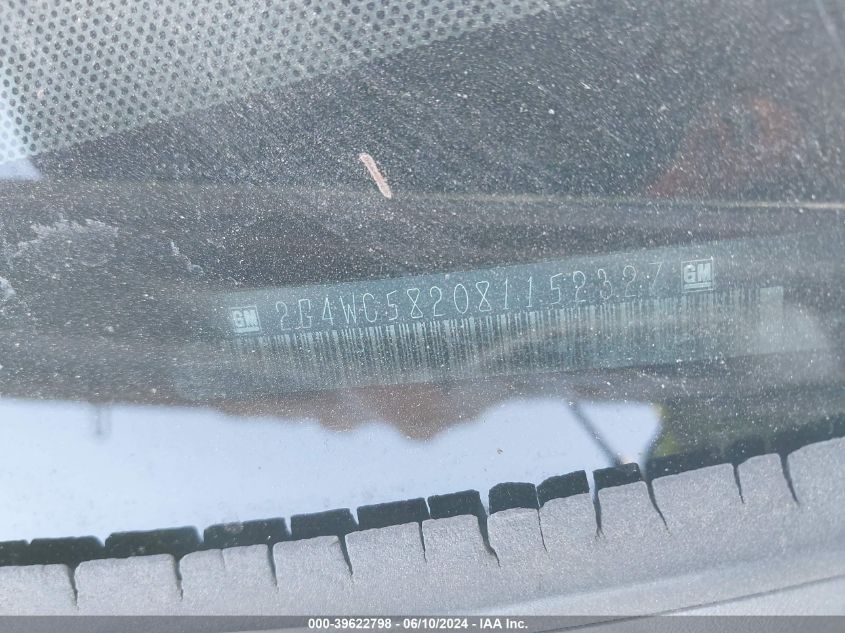 GM 2G4WC582081152327 GM
000-39622798 - 06/10/2024 - IAA Inc.